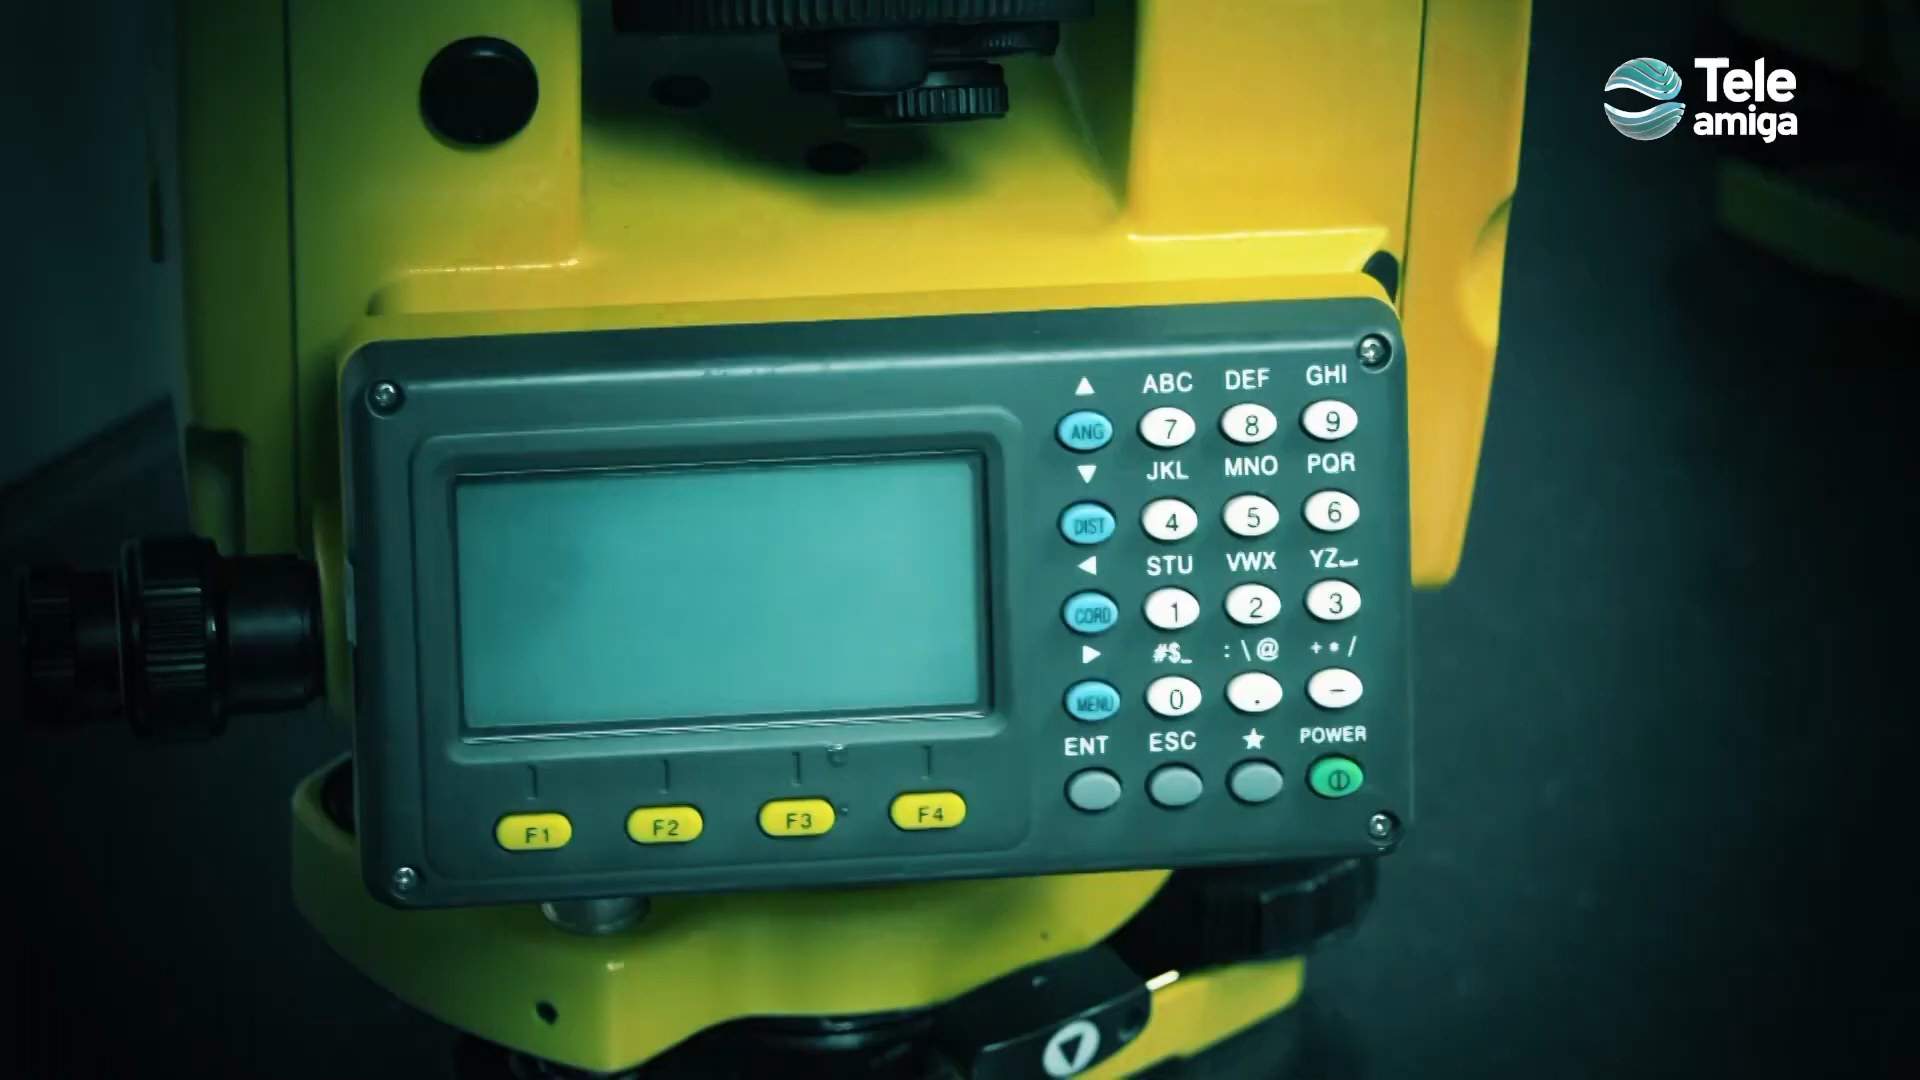 Tele
amiga
▲ ABC DEF GHI
ANG 7 8 9
▼ JKL MNO PQR
DIST 4 5 6
◀ STU VWX YZ⎵
CORD 1 2 3
▶ #$_ :\@ +*/
MENU 0 . −
ENT ESC ★ POWER
F1 F2 F3 F4